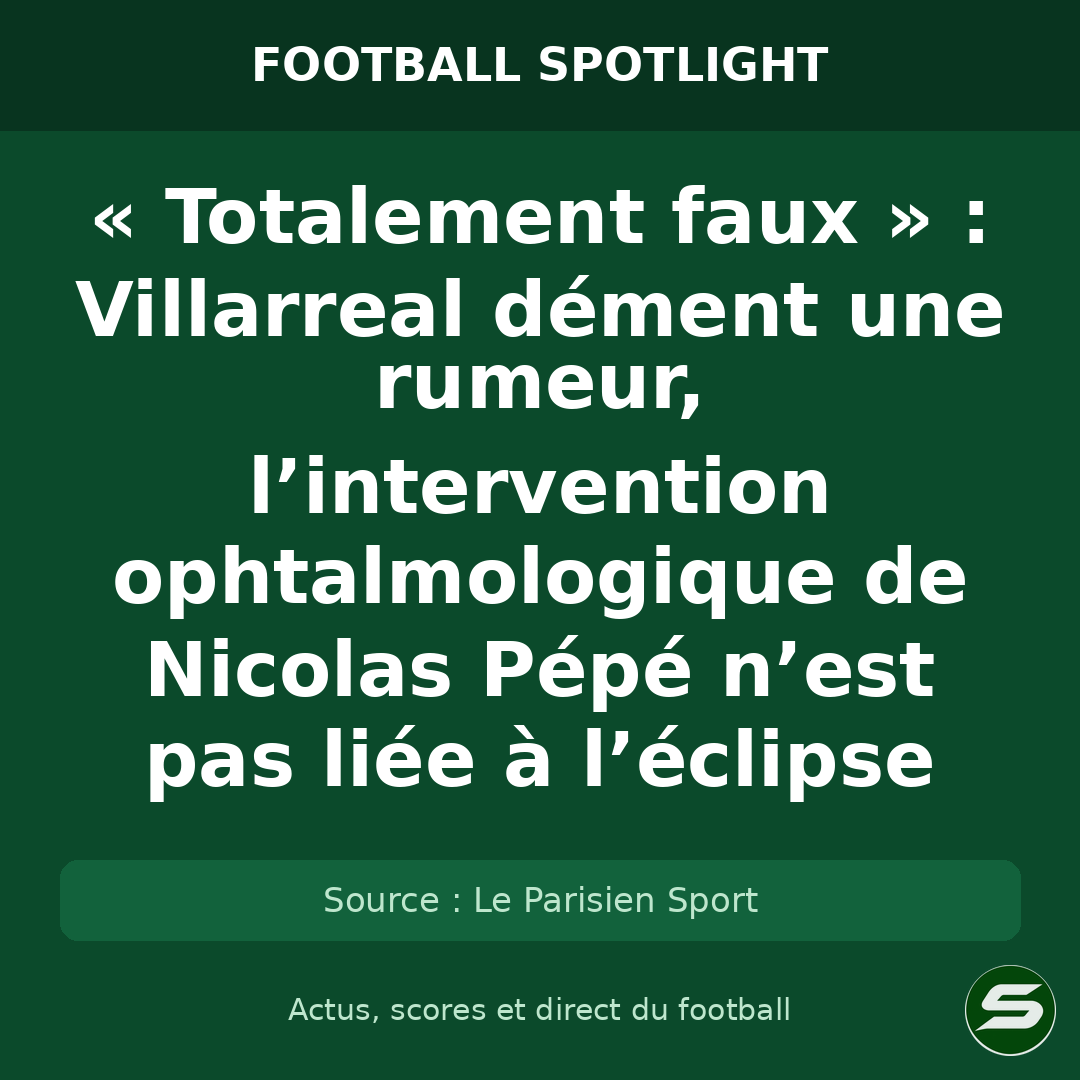 FOOTBALL SPOTLIGHT
« Totalement faux » :
Villarreal dément une
rumeur,
l’intervention
ophtalmologique de
Nicolas Pépé n’est
pas liée à l’éclipse
Source : Le Parisien Sport
Actus, scores et direct du football
S